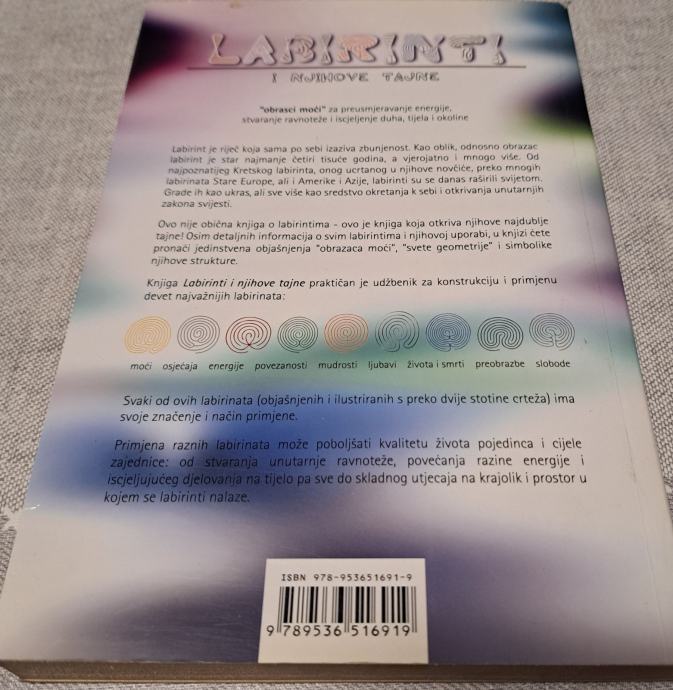 LABIRINTI
I NJIHOVE TAJNE
"obrasci moći" za preusmjeravanje energije,
stvaranje ravnoteže i iscjeljenje duha, tijela i okoline
Labirint je riječ koja sama po sebi izaziva zbunjenost. Kao oblik, odnosno obrazac
labirint je star najmanje četiri tisuće godina, a vjerojatno i mnogo više. Od
najpoznatijeg Kretskog labirinta, onog ucrtanog u njihove novčiće, preko mnogih
labirinata Stare Europe, ali i Amerike i Azije, labirinti su se danas raširili svijetom.
Grade ih kao ukras, ali sve više kao sredstvo okretanja k sebi i otkrivanja unutarnjih
zakona svijesti.
Ovo nije obična knjiga o labirintima - ovo je knjiga koja otkriva njihove najdublje
tajne! Osim detaljnih informacija o svim labirintima i njihovoj uporabi, u knjizi ćete
pronaći jedinstvena objašnjenja "obrazaca moći", "svete geometrije" i simbolike
njihove strukture.
Knjiga Labirinti i njihove tajne praktičan je udžbenik za konstrukciju i primjenu
devet najvažnijih labirinata:
moći osjećaja energije povezanosti mudrosti ljubavi života i smrti preobrazbe slobode
Svaki od ovih labirinata (objašnjenih i ilustriranih s preko dvije stotine crteža) ima
svoje značenje i način primjene.
Primjena raznih labirinata može poboljšati kvalitetu života pojedinca i cijele
zajednice: od stvaranja unutarnje ravnoteže, povećanja razine energije i
iscjeljujućeg djelovanja na tijelo pa sve do skladnog utjecaja na krajolik i prostor u
kojem se labirinti nalaze.
ISBN 978-953651691-9
9 789536 516919